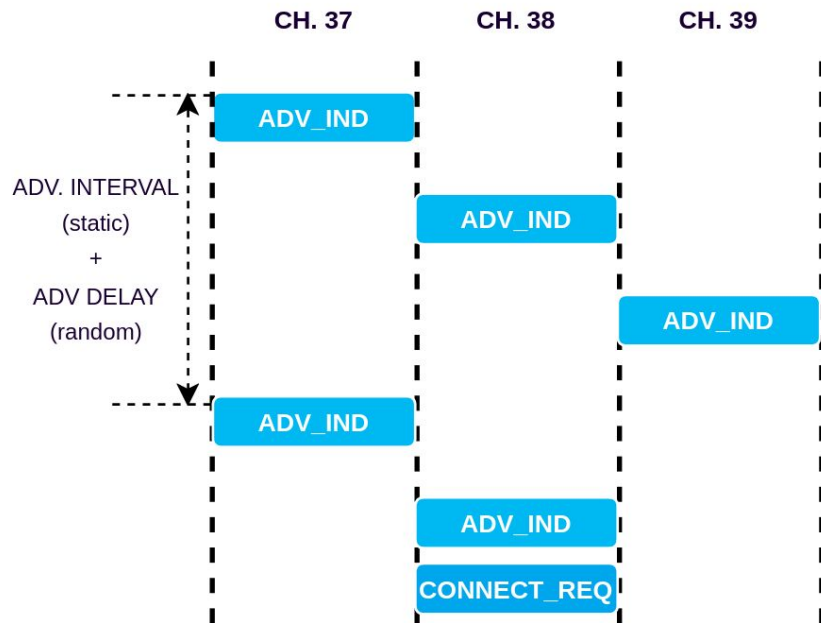 CH. 37 CH. 38 CH. 39
ADV_IND
ADV. INTERVAL
(static)
+
ADV DELAY
(random)
ADV_IND
ADV_IND
ADV_IND
ADV_IND
CONNECT_REQ